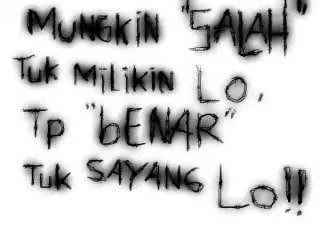 MUNGKIN "SALAH"
TUK MiLiKiN Lo,
Tp "bENAR"
TUK SAYANG Lo!!